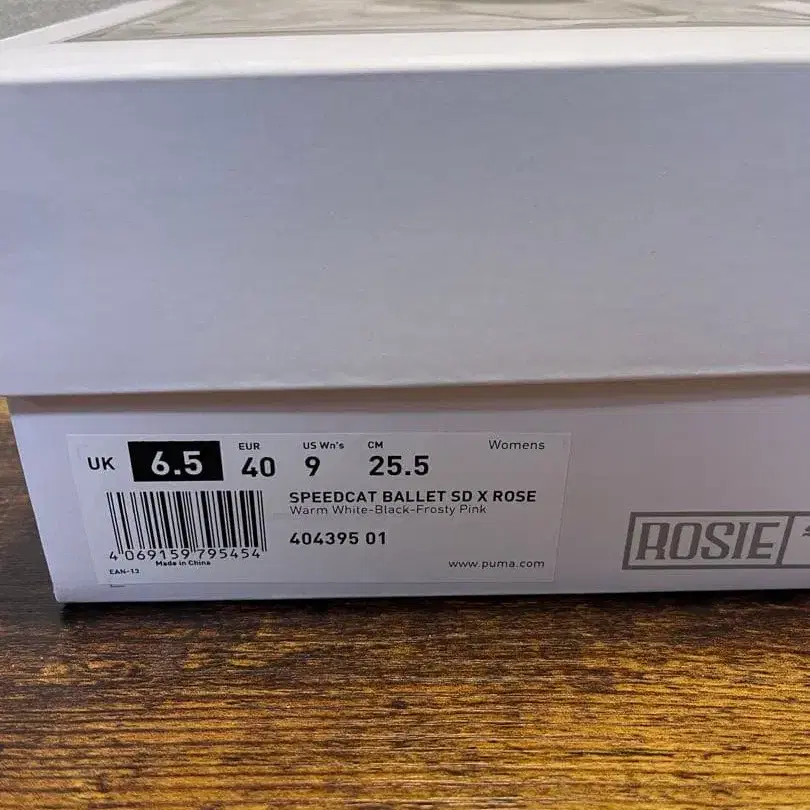 UK 6.5 EUR 40 US Wn's 9 CM 25.5 Womens
SPEEDCAT BALLET SD X ROSE
Warm White-Black-Frosty Pink
404395 01
4 069159 795454
Made in China
EAN-13
www.puma.com
ROSIE